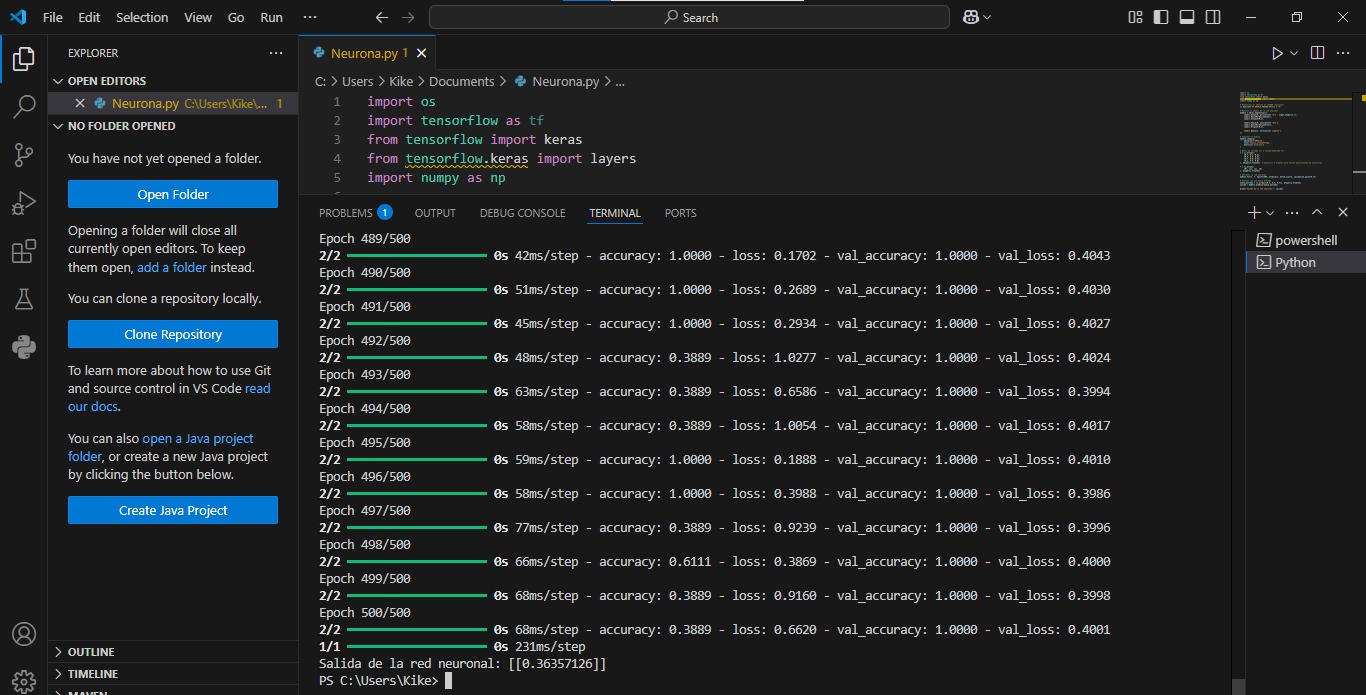 File Edit Selection View Go Run ··· Search
EXPLORER ···
OPEN EDITORS
Neurona.py C:\Users\Kike\... 1
NO FOLDER OPENED
You have not yet opened a folder.
Open Folder
Opening a folder will close all
currently open editors. To keep
them open, add a folder instead.
You can clone a repository locally.
Clone Repository
To learn more about how to use Git
and source control in VS Code read
our docs.
You can also open a Java project
folder, or create a new Java project
by clicking the button below.
Create Java Project
OUTLINE
TIMELINE
MAVEN
Neurona.py 1
C: > Users > Kike > Documents > Neurona.py > ...
1 import os
2 import tensorflow as tf
3 from tensorflow import keras
4 from tensorflow.keras import layers
5 import numpy as np
6
PROBLEMS 1 OUTPUT DEBUG CONSOLE TERMINAL PORTS
powershell
Python
Epoch 489/500
2/2 0s 42ms/step - accuracy: 1.0000 - loss: 0.1702 - val_accuracy: 1.0000 - val_loss: 0.4043
Epoch 490/500
2/2 0s 51ms/step - accuracy: 1.0000 - loss: 0.2689 - val_accuracy: 1.0000 - val_loss: 0.4030
Epoch 491/500
2/2 0s 45ms/step - accuracy: 1.0000 - loss: 0.2934 - val_accuracy: 1.0000 - val_loss: 0.4027
Epoch 492/500
2/2 0s 48ms/step - accuracy: 0.3889 - loss: 1.0277 - val_accuracy: 1.0000 - val_loss: 0.4024
Epoch 493/500
2/2 0s 63ms/step - accuracy: 0.3889 - loss: 0.6586 - val_accuracy: 1.0000 - val_loss: 0.3994
Epoch 494/500
2/2 0s 58ms/step - accuracy: 0.3889 - loss: 1.0054 - val_accuracy: 1.0000 - val_loss: 0.4017
Epoch 495/500
2/2 0s 59ms/step - accuracy: 1.0000 - loss: 0.1888 - val_accuracy: 1.0000 - val_loss: 0.4010
Epoch 496/500
2/2 0s 58ms/step - accuracy: 1.0000 - loss: 0.3988 - val_accuracy: 1.0000 - val_loss: 0.3986
Epoch 497/500
2/2 0s 77ms/step - accuracy: 0.3889 - loss: 0.9239 - val_accuracy: 1.0000 - val_loss: 0.3996
Epoch 498/500
2/2 0s 66ms/step - accuracy: 0.6111 - loss: 0.3869 - val_accuracy: 1.0000 - val_loss: 0.4000
Epoch 499/500
2/2 0s 68ms/step - accuracy: 0.3889 - loss: 0.9160 - val_accuracy: 1.0000 - val_loss: 0.3998
Epoch 500/500
2/2 0s 68ms/step - accuracy: 0.3889 - loss: 0.6620 - val_accuracy: 1.0000 - val_loss: 0.4001
1/1 0s 231ms/step
Salida de la red neuronal: [[0.36357126]]
PS C:\Users\Kike>